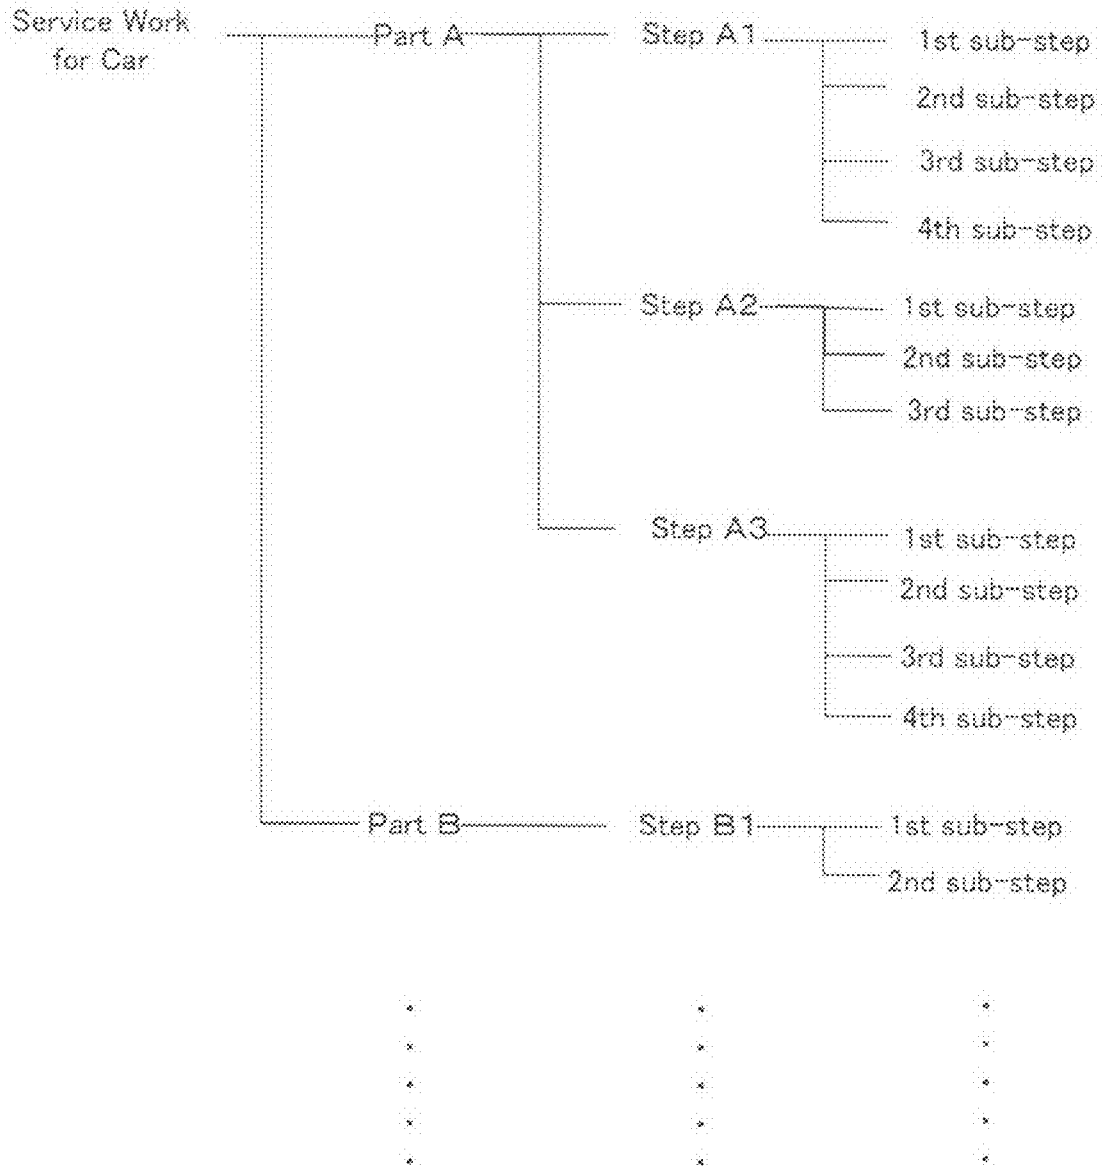 Service Work
for Car
Part A
Step A1
1st sub-step
2nd sub-step
3rd sub-step
4th sub-step
Step A2
1st sub-step
2nd sub-step
3rd sub-step
Step A3
1st sub-step
2nd sub-step
3rd sub-step
4th sub-step
Part B
Step B1
1st sub-step
2nd sub-step